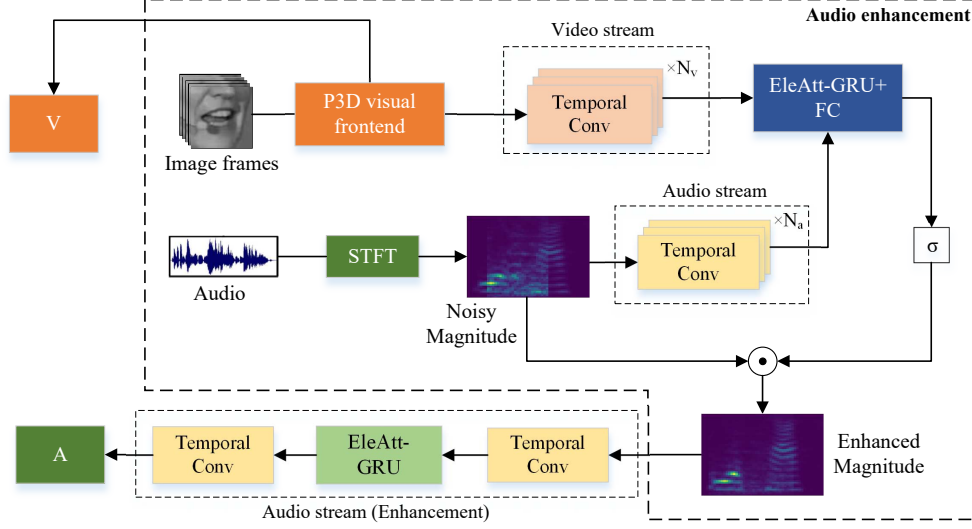 Audio enhancement
Video stream
×Nv
V
P3D visual
frontend
Temporal
Conv
EleAtt-GRU+
FC
Image frames
Audio stream
×Na
STFT
Temporal
Conv
σ
Audio
Noisy
Magnitude
A
Temporal
Conv
EleAtt-
GRU
Temporal
Conv
Enhanced
Magnitude
Audio stream (Enhancement)